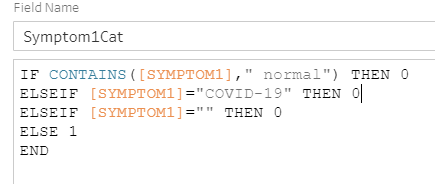 Field Name
Symptom1Cat
IF CONTAINS([SYMPTOM1]," normal") THEN 0
ELSEIF [SYMPTOM1]="COVID-19" THEN 0
ELSEIF [SYMPTOM1]="" THEN 0
ELSE 1
END